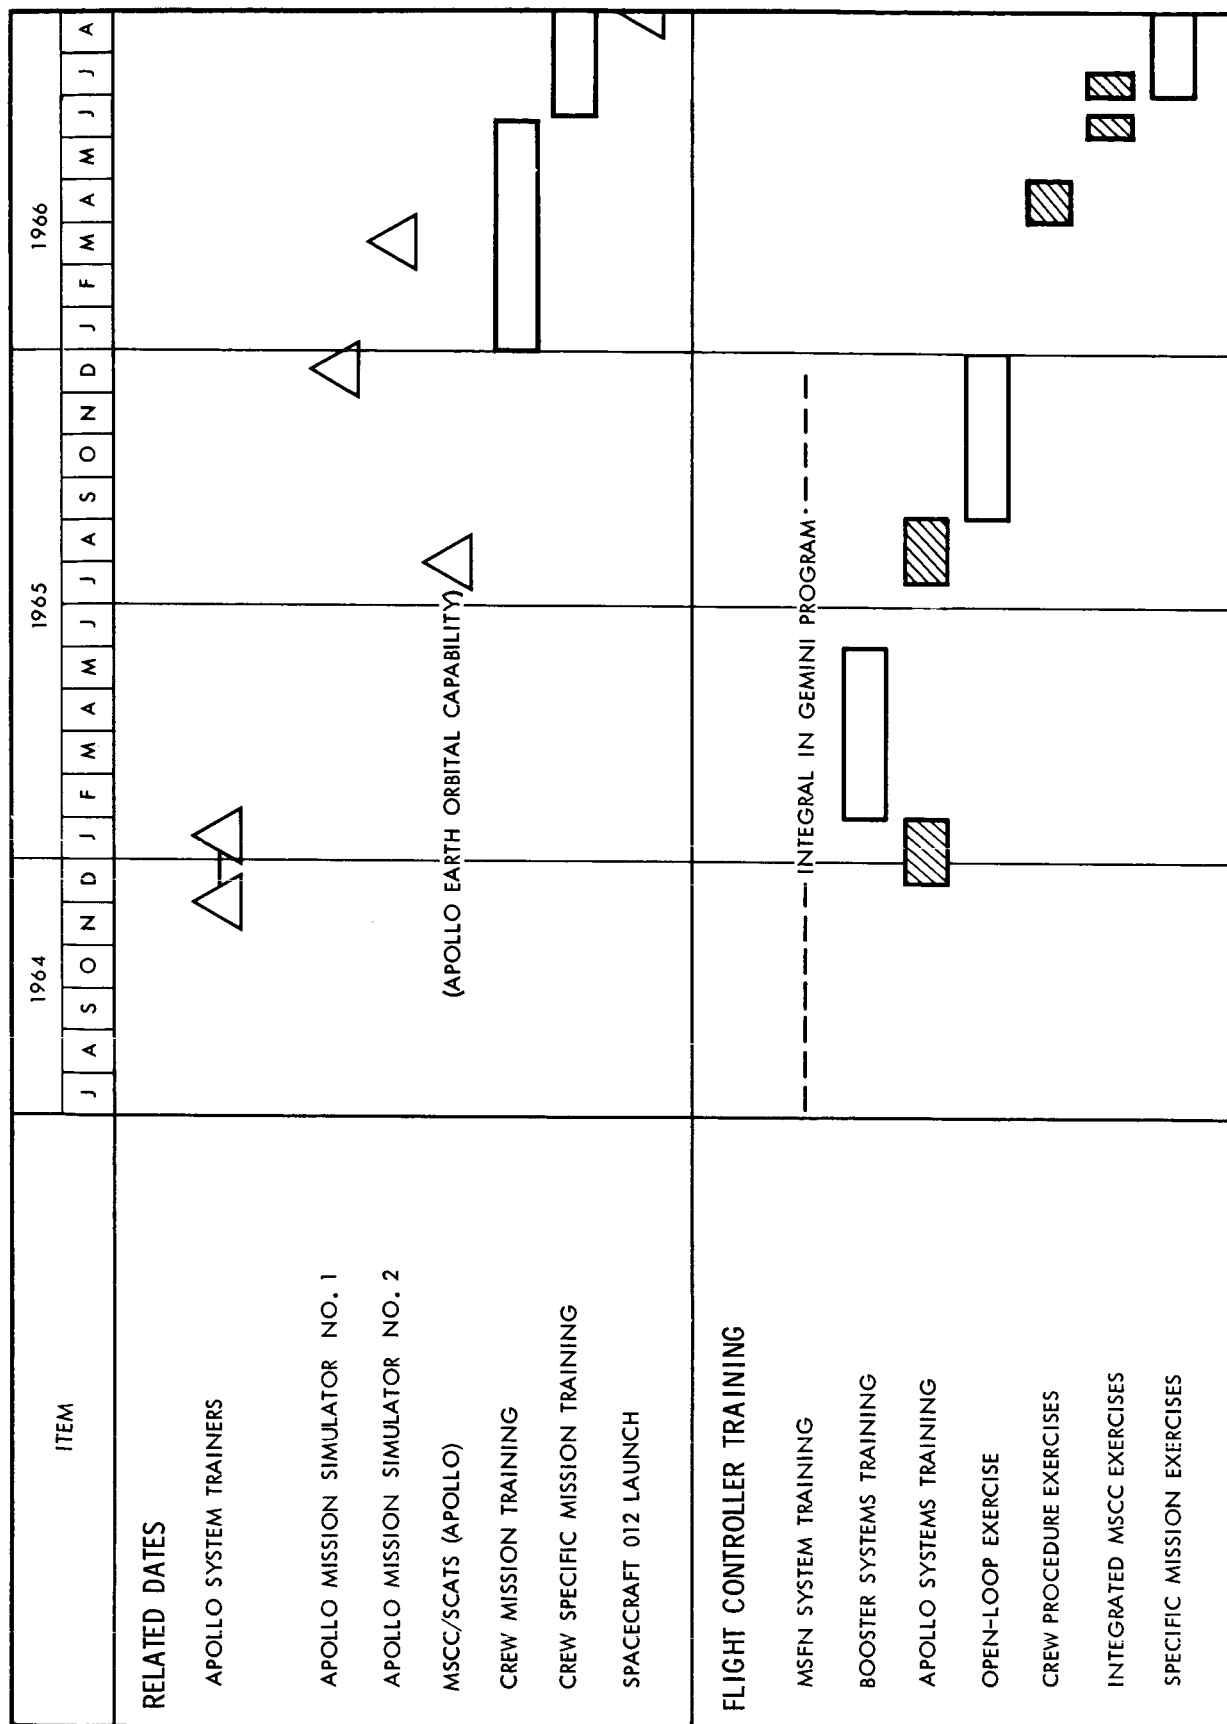 ITEM
1964
1965
1966
J A S O N D J F M A M J J A S O N D J F M A M J J A
RELATED DATES
APOLLO SYSTEM TRAINERS
APOLLO MISSION SIMULATOR NO. 1
APOLLO MISSION SIMULATOR NO. 2
MSCC/SCATS (APOLLO)
(APOLLO EARTH ORBITAL CAPABILITY)
CREW MISSION TRAINING
CREW SPECIFIC MISSION TRAINING
SPACECRAFT 012 LAUNCH
FLIGHT CONTROLLER TRAINING
MSFN SYSTEM TRAINING
INTEGRAL IN GEMINI PROGRAM
BOOSTER SYSTEMS TRAINING
APOLLO SYSTEMS TRAINING
OPEN-LOOP EXERCISE
CREW PROCEDURE EXERCISES
INTEGRATED MSCC EXERCISES
SPECIFIC MISSION EXERCISES